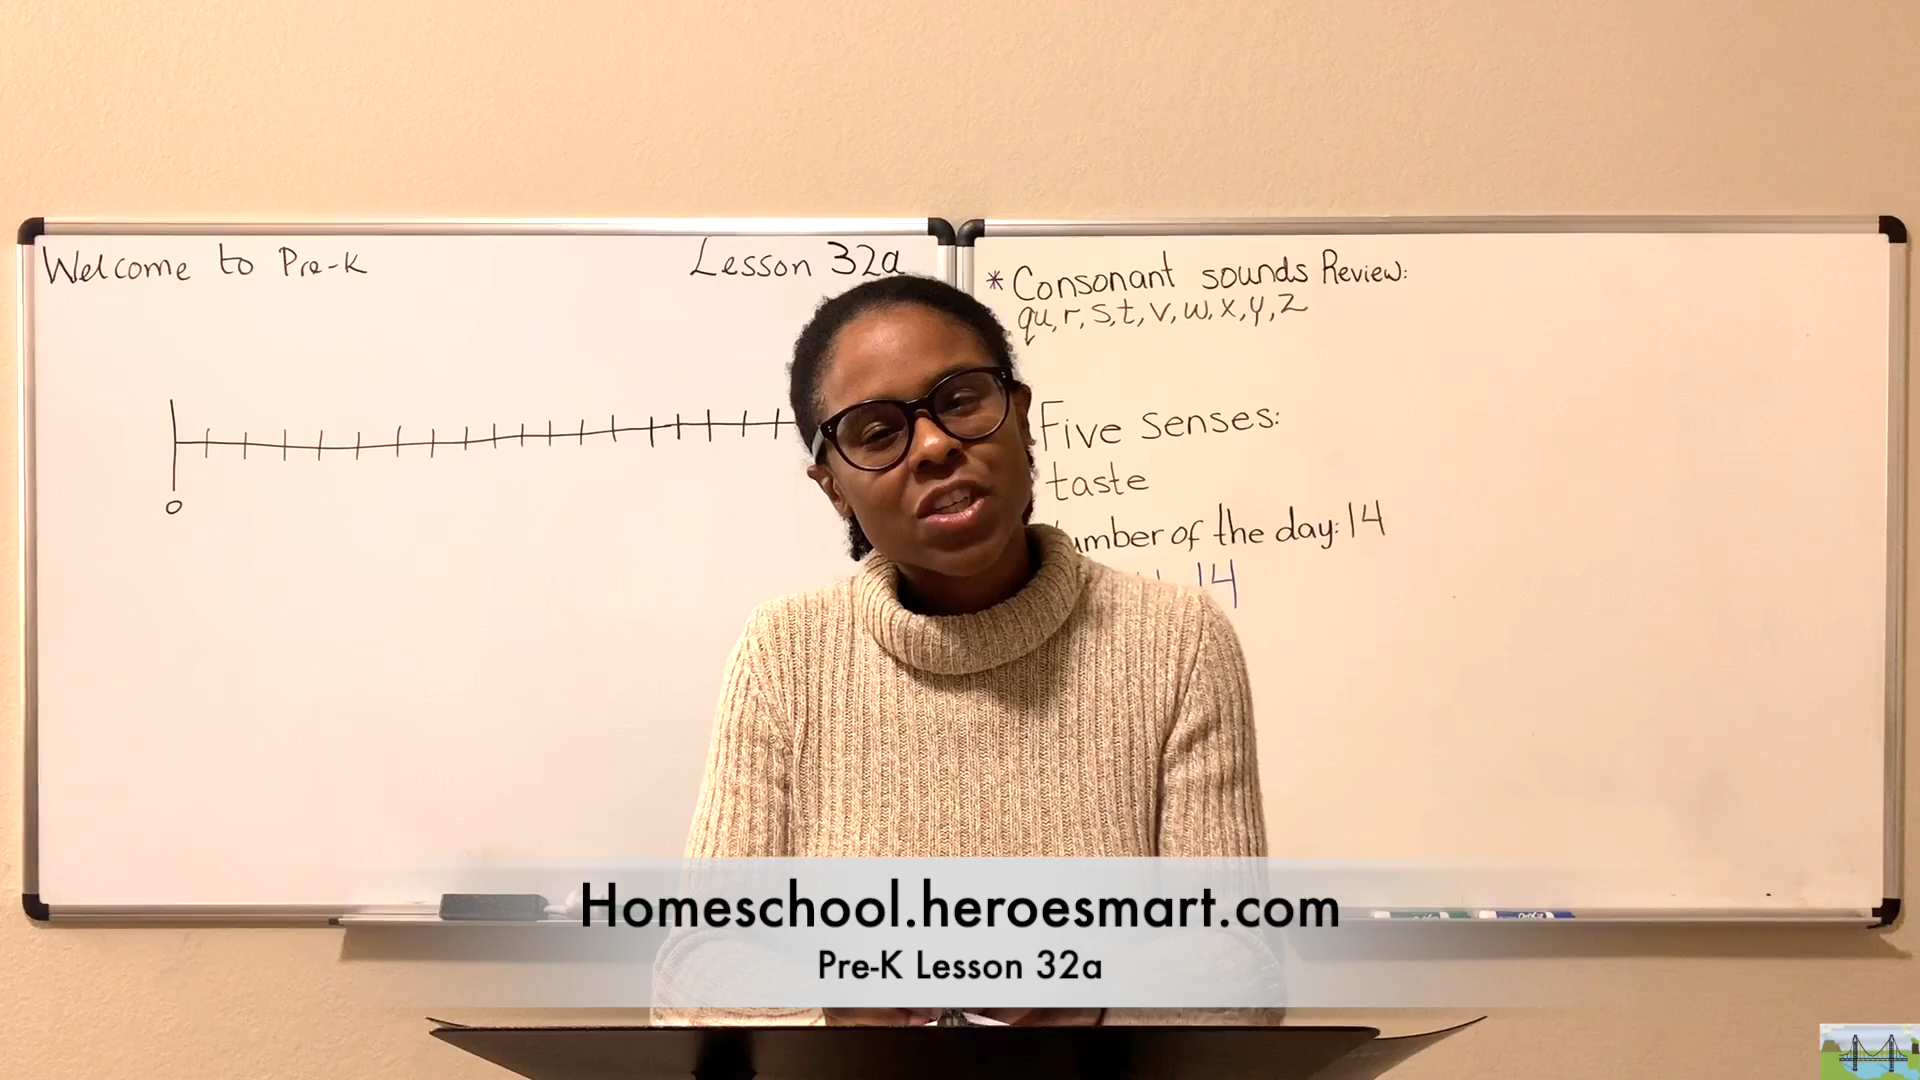 Welcome to Pre-K
Lesson 32a
0
* Consonant sounds Review:
qu, r, s, t, v, w, x, y, z
Five senses:
taste
of the day: 14
14
Homeschool.heroesmart.com
Pre-K Lesson 32a